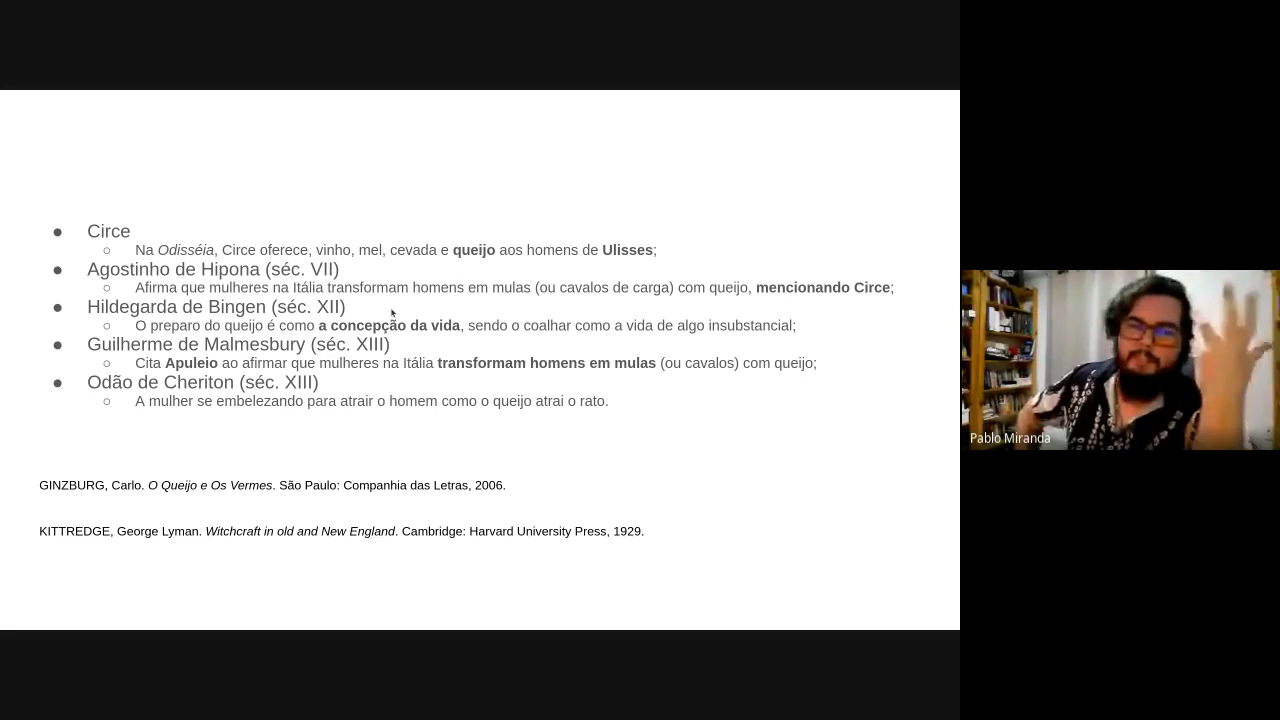 ● Circe
○ Na Odisséia, Circe oferece, vinho, mel, cevada e queijo aos homens de Ulisses;
● Agostinho de Hipona (séc. VII)
○ Afirma que mulheres na Itália transformam homens em mulas (ou cavalos de carga) com queijo, mencionando Circe;
● Hildegarda de Bingen (séc. XII)
○ O preparo do queijo é como a concepção da vida, sendo o coalhar como a vida de algo insubstancial;
● Guilherme de Malmesbury (séc. XIII)
○ Cita Apuleio ao afirmar que mulheres na Itália transformam homens em mulas (ou cavalos) com queijo;
● Odão de Cheriton (séc. XIII)
○ A mulher se embelezando para atrair o homem como o queijo atrai o rato.
GINZBURG, Carlo. O Queijo e Os Vermes. São Paulo: Companhia das Letras, 2006.
KITTREDGE, George Lyman. Witchcraft in old and New England. Cambridge: Harvard University Press, 1929.
Pablo Miranda